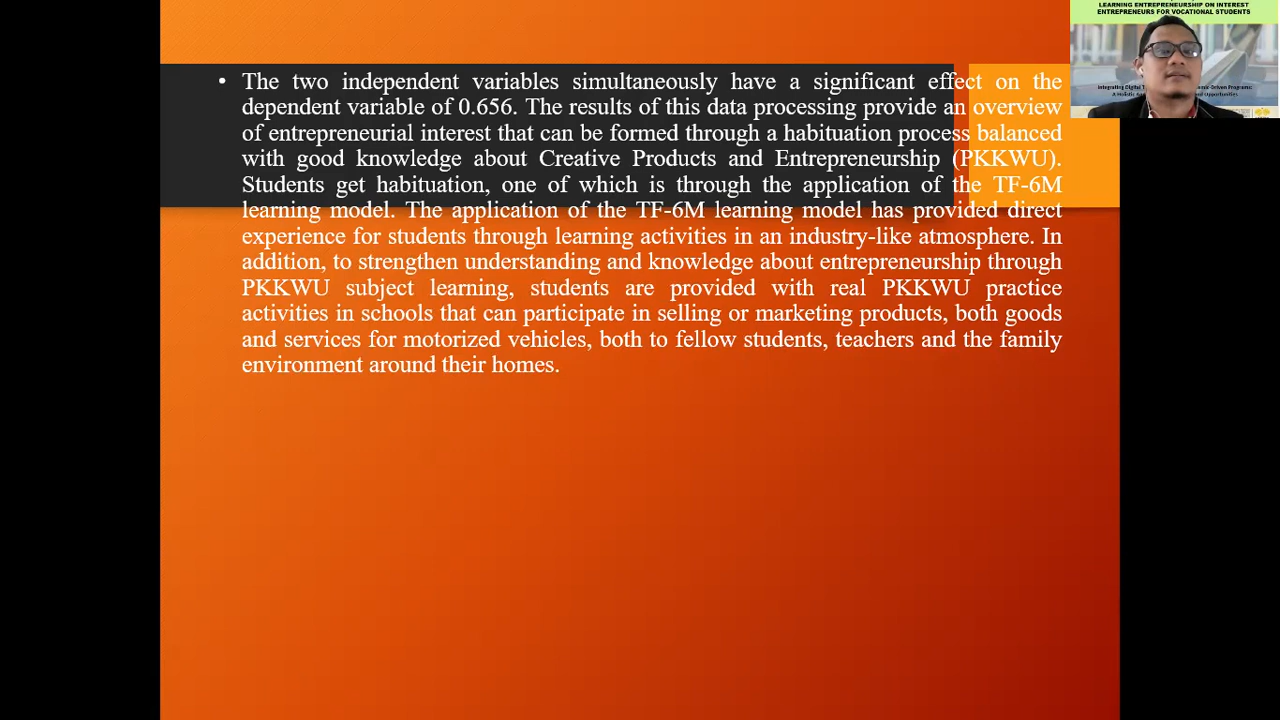 LEARNING ENTREPRENEURSHIP ON INTEREST
ENTREPRENEURS FOR VOCATIONAL STUDENTS
• The two independent variables simultaneously have a significant effect on the
dependent variable of 0.656. The results of this data processing provide an overview
of entrepreneurial interest that can be formed through a habituation process balanced
with good knowledge about Creative Products and Entrepreneurship (PKKWU).
Students get habituation, one of which is through the application of the TF-6M
learning model. The application of the TF-6M learning model has provided direct
experience for students through learning activities in an industry-like atmosphere. In
addition, to strengthen understanding and knowledge about entrepreneurship through
PKKWU subject learning, students are provided with real PKKWU practice
activities in schools that can participate in selling or marketing products, both goods
and services for motorized vehicles, both to fellow students, teachers and the family
environment around their homes.
Integrating Digital
Programs:
A Holistic
Opportunities